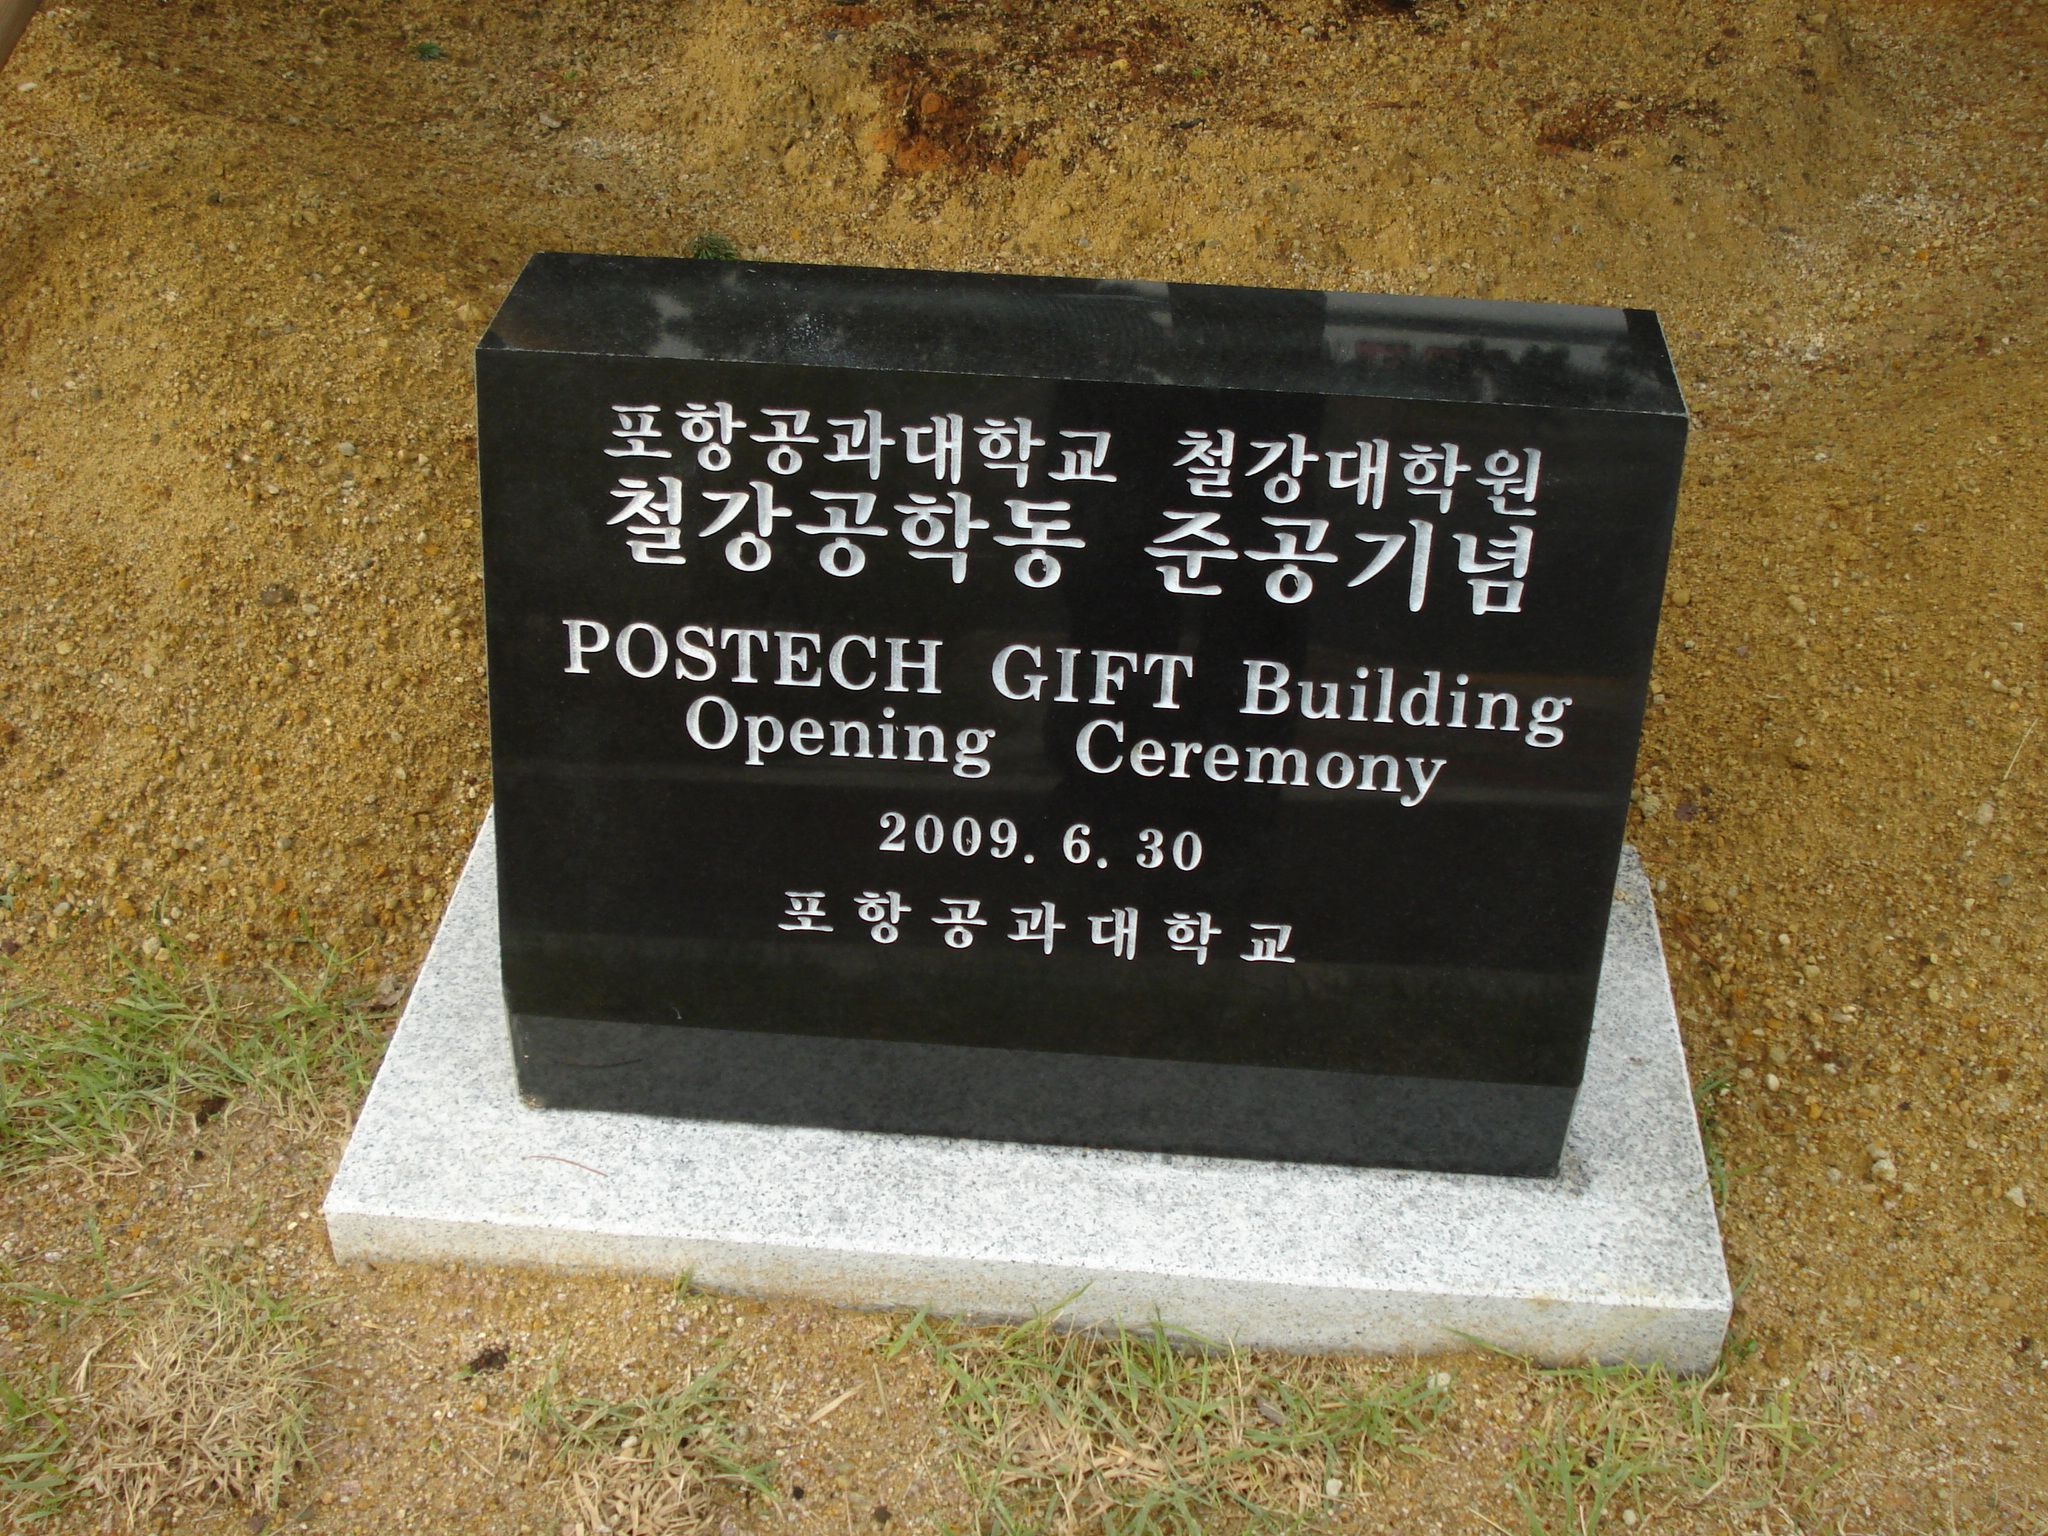 포항공과대학교 철강대학원
철강공학동 준공기념
POSTECH GIFT Building
Opening Ceremony
2009. 6. 30
포항공과대학교